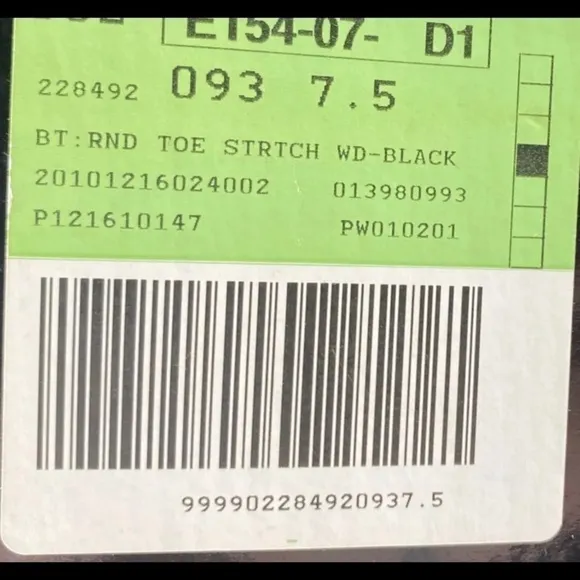 E154-07- D1
228492 093 7.5
BT:RND TOE STRTCH WD-BLACK
20101216024002 013980993
P121610147 PW010201
999902284920937.5